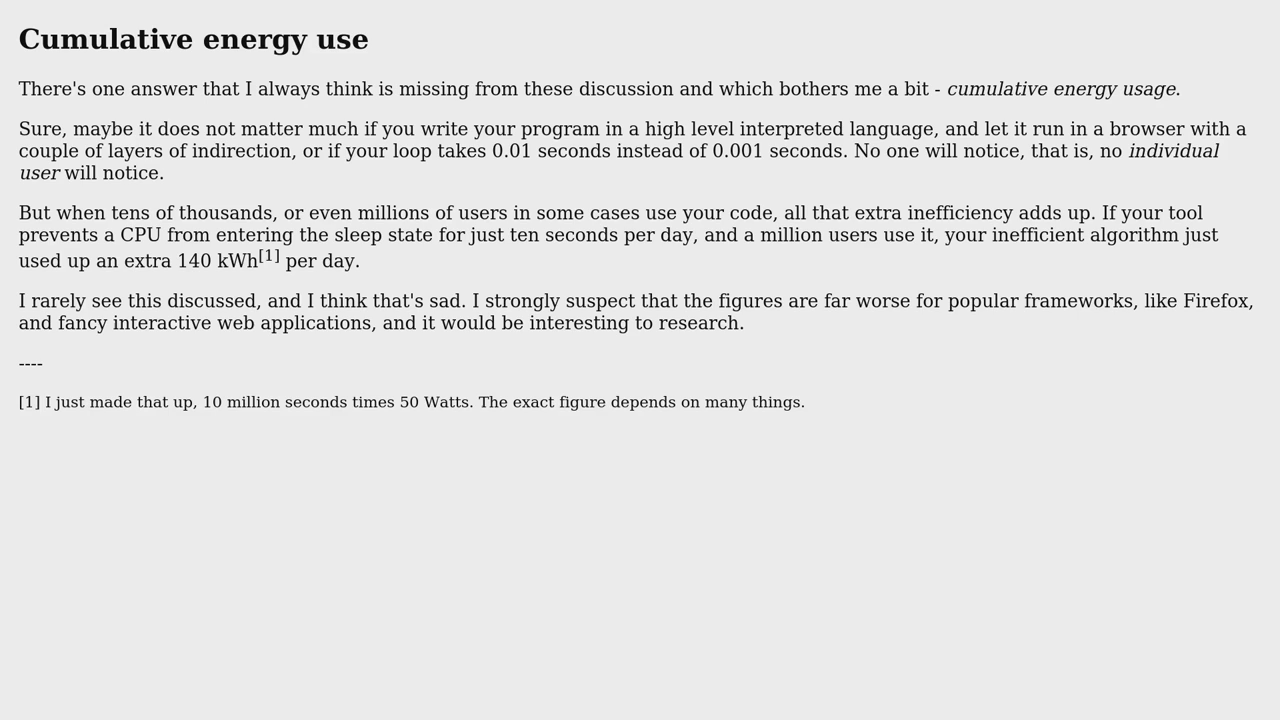 Cumulative energy use
There's one answer that I always think is missing from these discussion and which bothers me a bit - cumulative energy usage.
Sure, maybe it does not matter much if you write your program in a high level interpreted language, and let it run in a browser with a
couple of layers of indirection, or if your loop takes 0.01 seconds instead of 0.001 seconds. No one will notice, that is, no individual
user will notice.
But when tens of thousands, or even millions of users in some cases use your code, all that extra inefficiency adds up. If your tool
prevents a CPU from entering the sleep state for just ten seconds per day, and a million users use it, your inefficient algorithm just
used up an extra 140 kWh[1] per day.
I rarely see this discussed, and I think that's sad. I strongly suspect that the figures are far worse for popular frameworks, like Firefox,
and fancy interactive web applications, and it would be interesting to research.
----
[1] I just made that up, 10 million seconds times 50 Watts. The exact figure depends on many things.